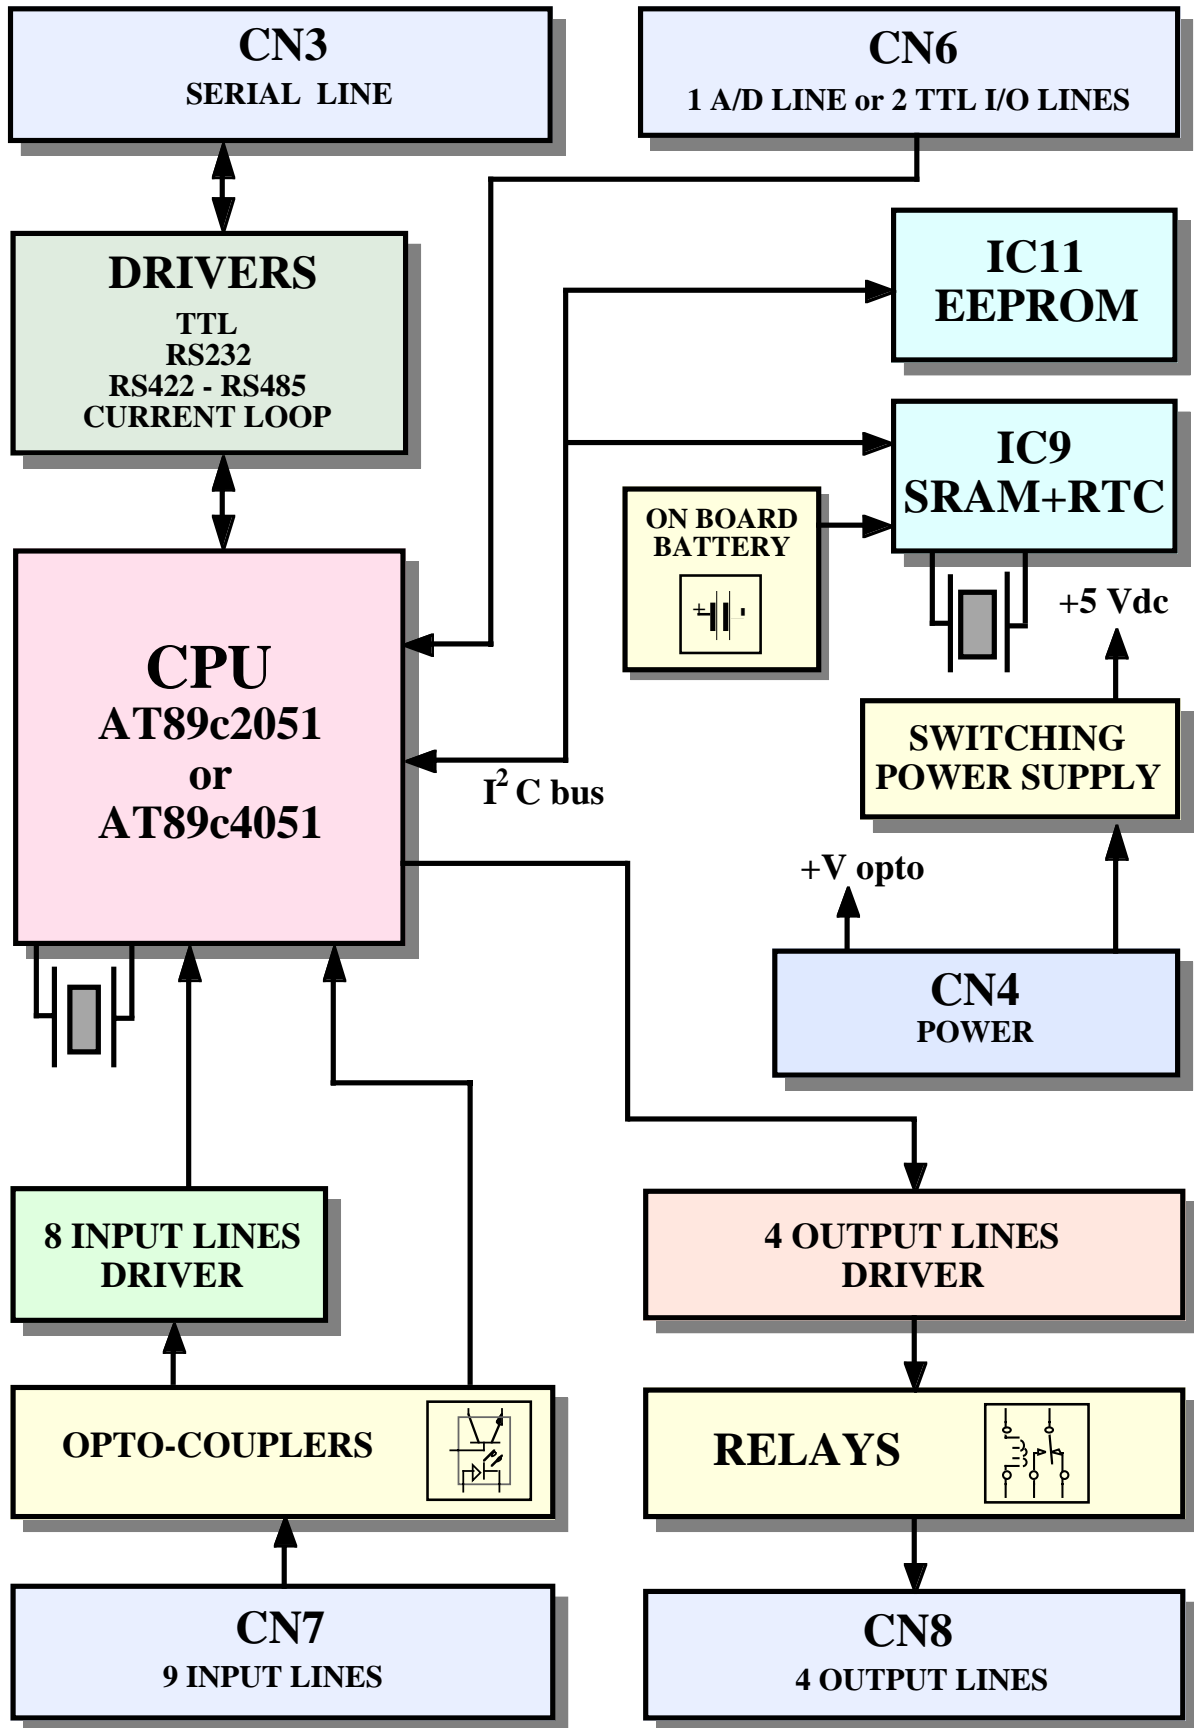 CN3
SERIAL LINE
CN6
1 A/D LINE or 2 TTL I/O LINES
DRIVERS
TTL
RS232
RS422 - RS485
CURRENT LOOP
IC11
EEPROM
IC9
SRAM+RTC
ON BOARD
BATTERY
+
+5 Vdc
CPU
AT89c2051
or
AT89c4051
I2 C bus
SWITCHING
POWER SUPPLY
+V opto
CN4
POWER
8 INPUT LINES
DRIVER
4 OUTPUT LINES
DRIVER
OPTO-COUPLERS
RELAYS
CN7
9 INPUT LINES
CN8
4 OUTPUT LINES